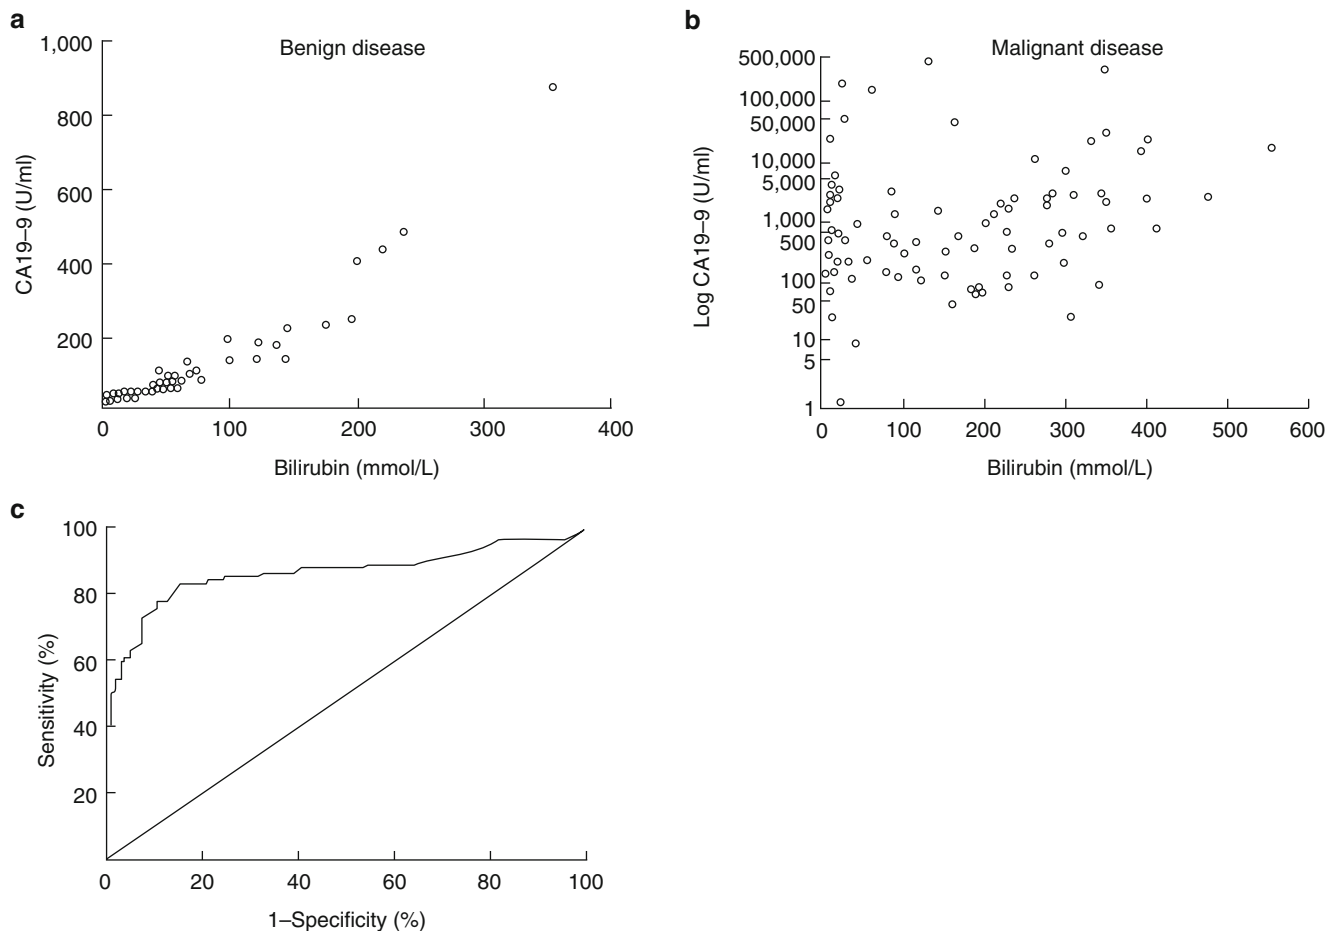 a
Benign disease
CA19–9 (U/ml)
1,000
800
600
400
200
0 100 200 300 400
Bilirubin (mmol/L)
b
Malignant disease
Log CA19–9 (U/ml)
500,000
100,000
50,000
10,000
5,000
1,000
500
100
50
10
5
1
0 100 200 300 400 500 600
Bilirubin (mmol/L)
c
Sensitivity (%)
100
80
60
40
20
0 20 40 60 80 100
1–Specificity (%)